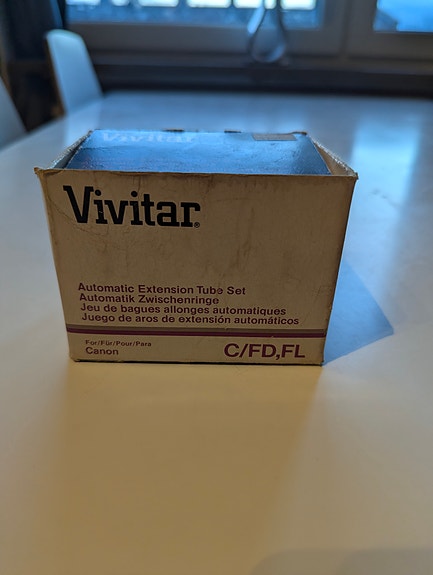 Vivitar
Vivitar®
Automatic Extension Tube Set
Automatik Zwischenringe
Jeu de bagues allonges automatiques
Juego de aros de extensión automáticos
For/Für/Pour/Para
Canon
C/FD,FL